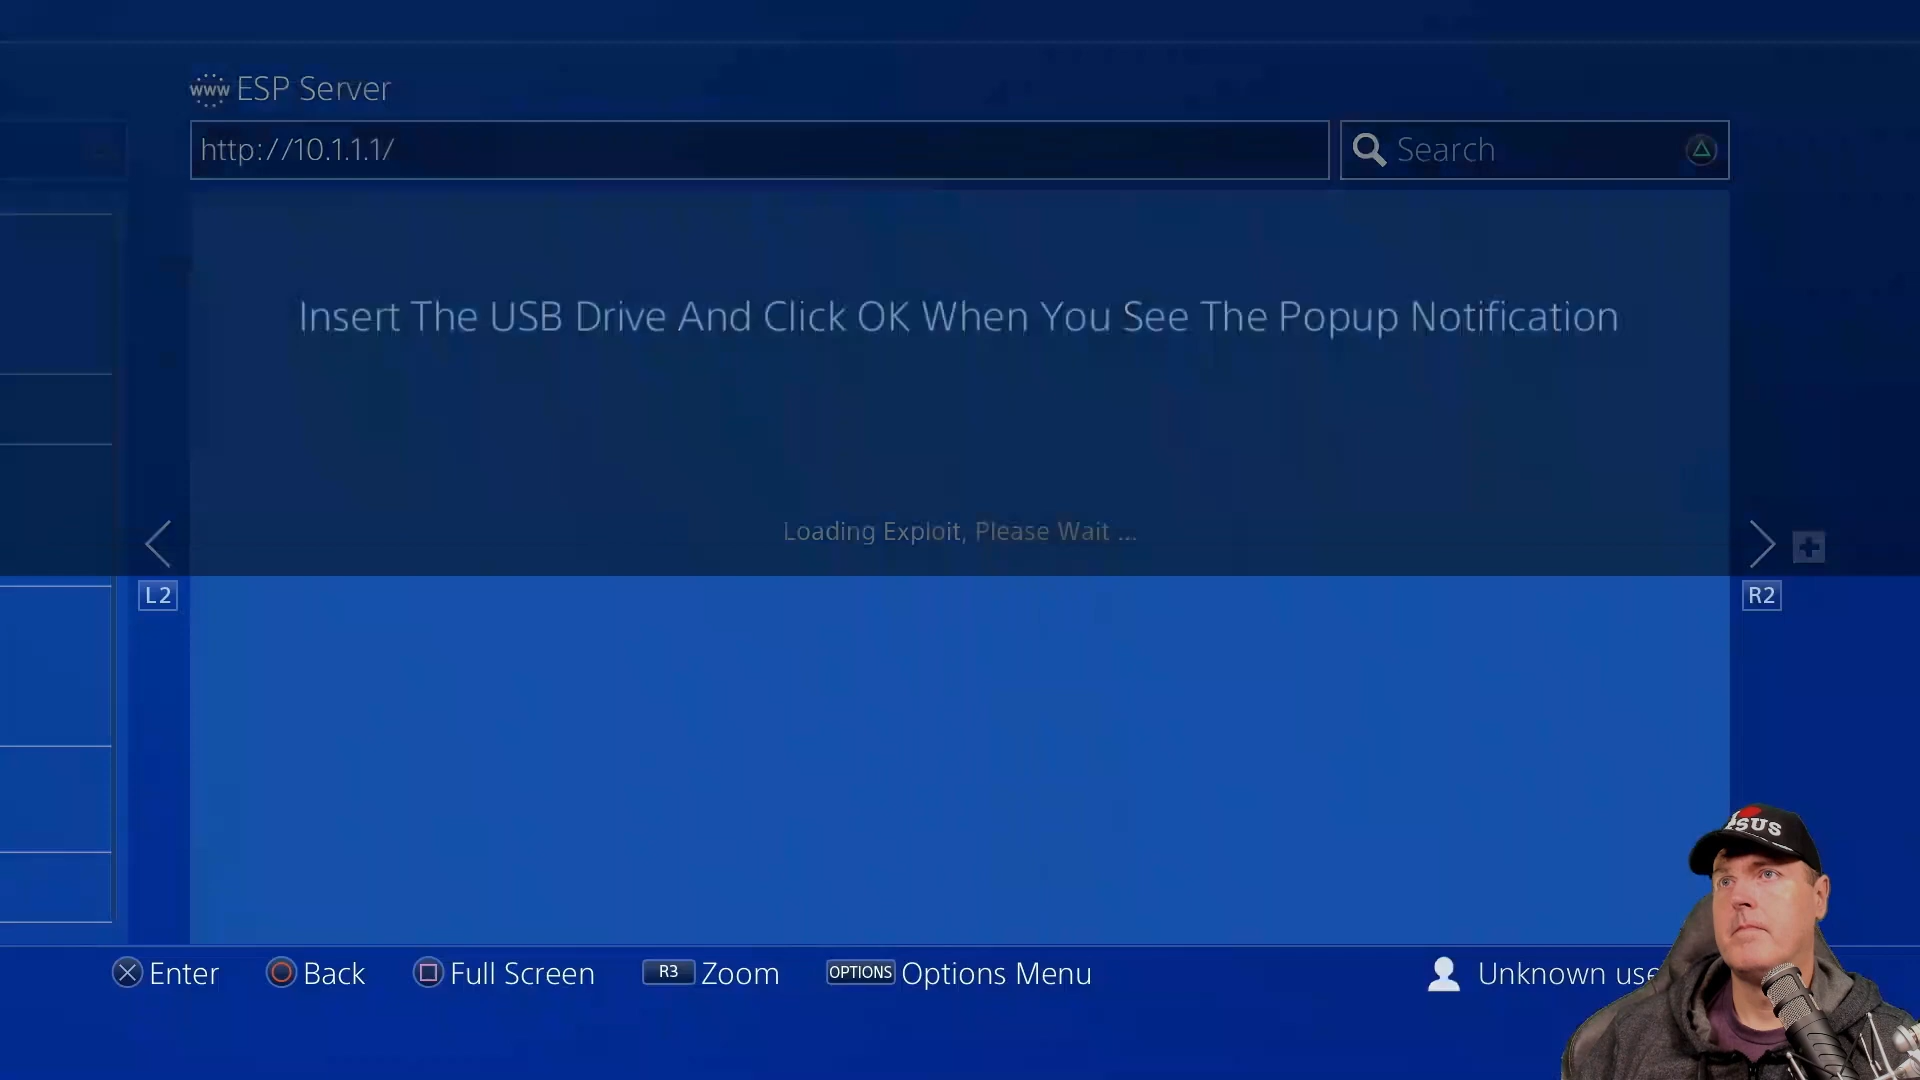 www ESP Server
http://10.1.1.1/
Search
Insert The USB Drive And Click OK When You See The Popup Notification
Loading Exploit, Please Wait ...
L2
R2
Enter
Back
Full Screen
R3 Zoom
OPTIONS Options Menu
Unknown use